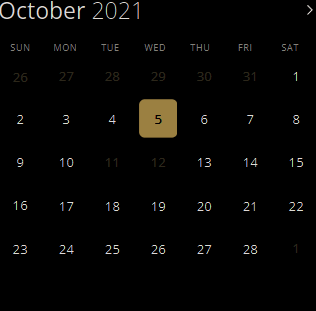 October 2021
SUN MON TUE WED THU FRI SAT
26 27 28 29 30 31 1
2 3 4 5 6 7 8
9 10 11 12 13 14 15
16 17 18 19 20 21 22
23 24 25 26 27 28 1